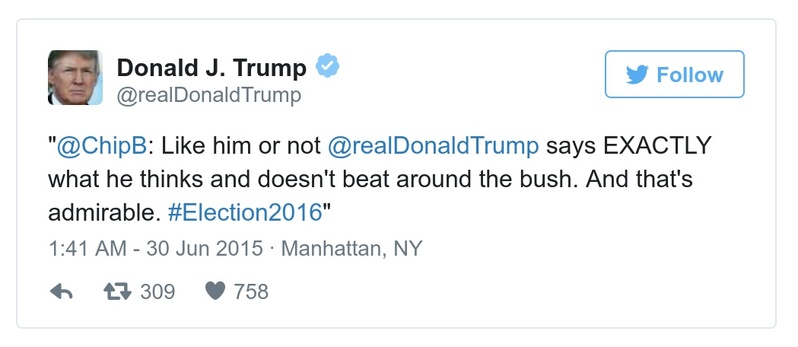 Donald J. Trump
@realDonaldTrump
Follow
"@ChipB: Like him or not @realDonaldTrump says EXACTLY
what he thinks and doesn't beat around the bush. And that's
admirable. #Election2016"
1:41 AM - 30 Jun 2015 · Manhattan, NY
309 758